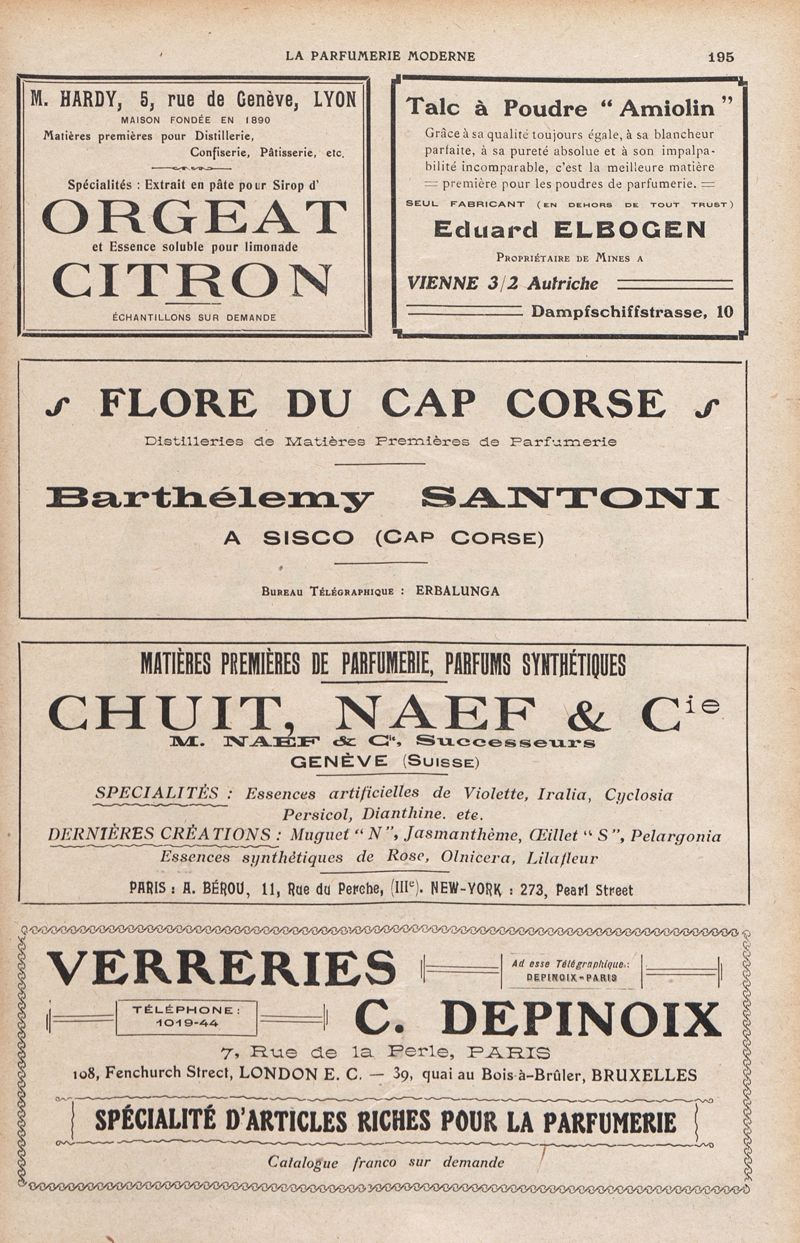 LA PARFUMERIE MODERNE
195
M. HARDY, 5, rue de Genève, LYON
MAISON FONDÉE EN 1890
Matières premières pour Distillerie,
Confiserie, Pâtisserie, etc.
Spécialités : Extrait en pâte pour Sirop d'
ORGEAT
et Essence soluble pour limonade
CITRON
ÉCHANTILLONS SUR DEMANDE
Talc à Poudre “ Amiolin ”
Grâce à sa qualité toujours égale, à sa blancheur
parfaite, à sa pureté absolue et à son impalpa-
bilité incomparable, c'est la meilleure matière
première pour les poudres de parfumerie.
SEUL FABRICANT (EN DEHORS DE TOUT TRUST)
Eduard ELBOGEN
PROPRIÉTAIRE DE MINES A
VIENNE 3/2 Autriche
Dampfschiffstrasse, 10
FLORE DU CAP CORSE
Distilleries de Matières Premières de Parfumerie
Barthélemy SANTONI
A SISCO (CAP CORSE)
BUREAU TÉLÉGRAPHIQUE : ERBALUNGA
MATIÈRES PREMIÈRES DE PARFUMERIE, PARFUMS SYNTHÉTIQUES
CHUIT, NAEF & Cie
M. NAEF & Cie, Successeurs
GENÈVE (SUISSE)
SPECIALITÉS : Essences artificielles de Violette, Iralia, Cyclosia
Persicol, Dianthine. etc.
DERNIÈRES CRÉATIONS : Muguet “ N ”, Jasmanthème, Œillet “ S ”, Pelargonia
Essences synthétiques de Rose, Olnicera, Lilafleur
PARIS : A. BÉROU, 11, Rue du Perche, (IIIe). NEW-YORK : 273, Pearl Street
VERRERIES
Ad esse Télégraphique :
DEPINOIX-PARIS
TÉLÉPHONE :
1019-44
C. DEPINOIX
7, Rue de la Perle, PARIS
108, Fenchurch Street, LONDON E. C. — 39, quai au Bois-à-Brûler, BRUXELLES
SPÉCIALITÉ D'ARTICLES RICHES POUR LA PARFUMERIE
Catalogue franco sur demande